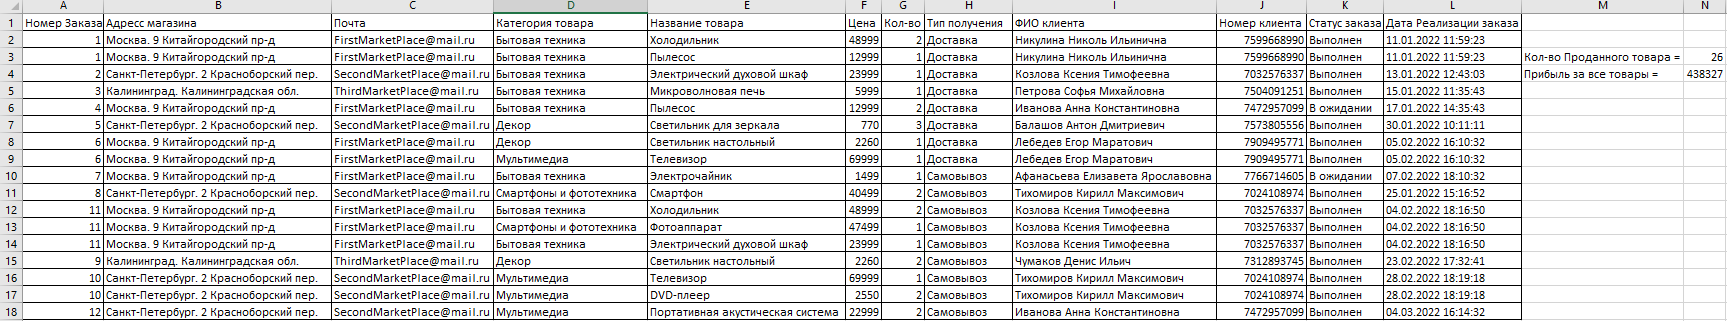 A B C D E F G H I J K L M N
1 Номер Заказа Адресс магазина Почта Категория товара Название товара Цена Кол-во Тип получения ФИО клиента Номер клиента Статус заказа Дата Реализации заказа
2 1 Москва. 9 Китайгородский пр-д FirstMarketPlace@mail.ru Бытовая техника Холодильник 48999 2 Доставка Никулина Николь Ильинична 7599668990 Выполнен 11.01.2022 11:59:23
3 1 Москва. 9 Китайгородский пр-д FirstMarketPlace@mail.ru Бытовая техника Пылесос 12999 1 Доставка Никулина Николь Ильинична 7599668990 Выполнен 11.01.2022 11:59:23 Кол-во Проданного товара = 26
4 2 Санкт-Петербург. 2 Красноборский пер. SecondMarketPlace@mail.ru Бытовая техника Электрический духовой шкаф 23999 1 Доставка Козлова Ксения Тимофеевна 7032576337 Выполнен 13.01.2022 12:43:03 Прибыль за все товары = 438327
5 3 Калининград. Калининградская обл. ThirdMarketPlace@mail.ru Бытовая техника Микроволновая печь 5999 1 Доставка Петрова Софья Михайловна 7504091251 Выполнен 15.01.2022 11:35:43
6 4 Москва. 9 Китайгородский пр-д FirstMarketPlace@mail.ru Бытовая техника Пылесос 12999 2 Доставка Иванова Анна Константиновна 7472957099 В ожидании 17.01.2022 14:35:43
7 5 Санкт-Петербург. 2 Красноборский пер. SecondMarketPlace@mail.ru Декор Светильник для зеркала 770 3 Доставка Балашов Антон Дмитриевич 7573805556 Выполнен 30.01.2022 10:11:11
8 6 Москва. 9 Китайгородский пр-д FirstMarketPlace@mail.ru Декор Светильник настольный 2260 1 Доставка Лебедев Егор Маратович 7909495771 Выполнен 05.02.2022 16:10:32
9 6 Москва. 9 Китайгородский пр-д FirstMarketPlace@mail.ru Мультимедиа Телевизор 69999 1 Доставка Лебедев Егор Маратович 7909495771 Выполнен 05.02.2022 16:10:32
10 7 Москва. 9 Китайгородский пр-д FirstMarketPlace@mail.ru Бытовая техника Электрочайник 1499 1 Самовывоз Афанасьева Елизавета Ярославовна 7766714605 В ожидании 07.02.2022 18:10:32
11 8 Санкт-Петербург. 2 Красноборский пер. SecondMarketPlace@mail.ru Смартфоны и фототехника Смартфон 40499 2 Самовывоз Тихомиров Кирилл Максимович 7024108974 Выполнен 25.01.2022 15:16:52
12 11 Москва. 9 Китайгородский пр-д FirstMarketPlace@mail.ru Бытовая техника Холодильник 48999 2 Самовывоз Козлова Ксения Тимофеевна 7032576337 Выполнен 04.02.2022 18:16:50
13 11 Москва. 9 Китайгородский пр-д FirstMarketPlace@mail.ru Смартфоны и фототехника Фотоаппарат 47499 1 Самовывоз Козлова Ксения Тимофеевна 7032576337 Выполнен 04.02.2022 18:16:50
14 11 Москва. 9 Китайгородский пр-д FirstMarketPlace@mail.ru Бытовая техника Электрический духовой шкаф 23999 1 Самовывоз Козлова Ксения Тимофеевна 7032576337 Выполнен 04.02.2022 18:16:50
15 9 Калининград. Калининградская обл. ThirdMarketPlace@mail.ru Декор Светильник настольный 2260 2 Самовывоз Чумаков Денис Ильич 7312893745 Выполнен 23.02.2022 17:32:41
16 10 Санкт-Петербург. 2 Красноборский пер. SecondMarketPlace@mail.ru Мультимедиа Телевизор 69999 1 Самовывоз Тихомиров Кирилл Максимович 7024108974 Выполнен 28.02.2022 18:19:18
17 10 Санкт-Петербург. 2 Красноборский пер. SecondMarketPlace@mail.ru Мультимедиа DVD-плеер 2550 2 Самовывоз Тихомиров Кирилл Максимович 7024108974 Выполнен 28.02.2022 18:19:18
18 12 Санкт-Петербург. 2 Красноборский пер. SecondMarketPlace@mail.ru Мультимедиа Портативная акустическая система 22999 2 Самовывоз Иванова Анна Константиновна 7472957099 Выполнен 04.03.2022 16:14:32